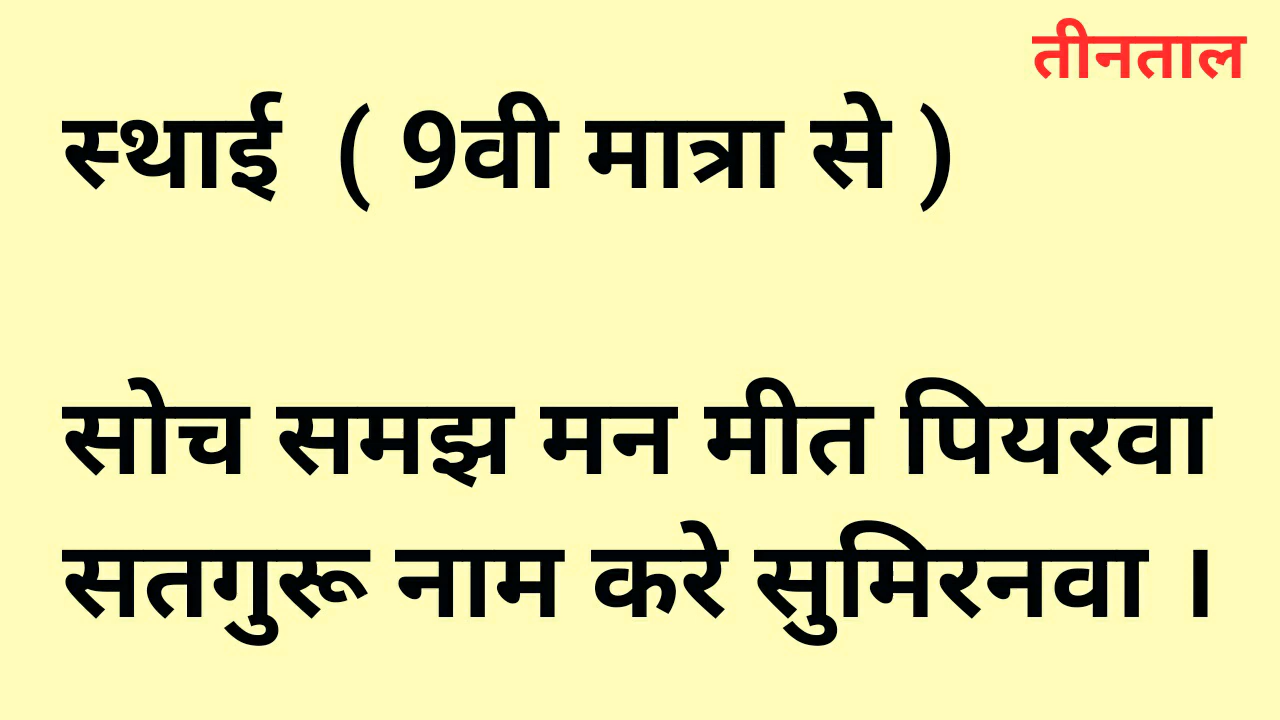 तीनताल
स्थाई ( 9वी मात्रा से )
सोच समझ मन मीत पियरवा
सतगुरू नाम करे सुमिरनवा ।